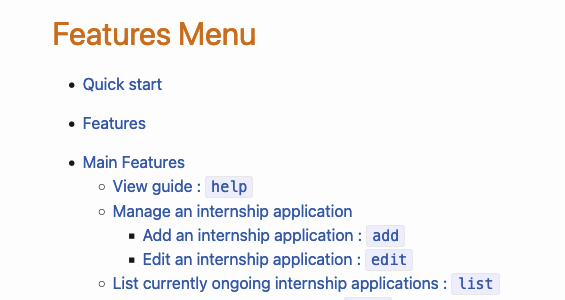 Features Menu
Quick start
Features
Main Features
View guide : help
Manage an internship application
Add an internship application : add
Edit an internship application : edit
List currently ongoing internship applications : list